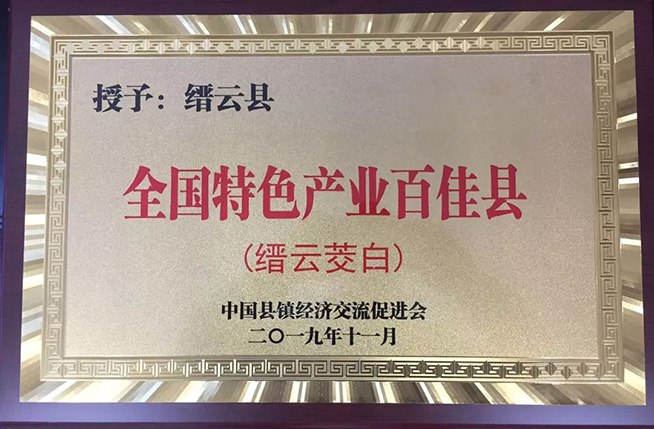 授予：缙云县
全国特色产业百佳县
(缙云茭白)
中国县镇经济交流促进会
二〇一九年十一月